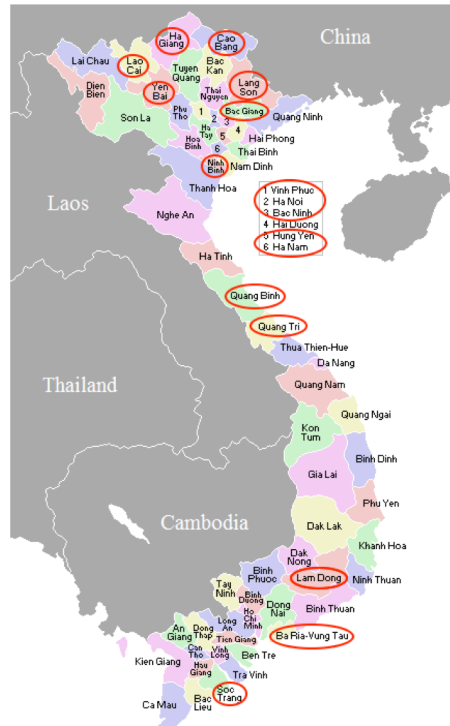 China
Ha
Giang
Cao
Bang
Lai Chau
Lao
Cai
Tuyen
Quang
Bac
Kan
Dien
Bien
Yen
Bai
Thai
Nguyen
Lang
Son
Son La
Phu
Tho
1
2
3
Bac Giang
Quang Ninh
Ha
Tay
5
4
Hoa
Binh
Hai Phong
6
Thai Binh
Ninh
Binh
Nam Dinh
Thanh Hoa
1 Vinh Phuc
2 Ha Noi
3 Bac Ninh
4 Hai Duong
5 Hung Yen
6 Ha Nam
Laos
Nghe An
Ha Tinh
Quang Binh
Quang Tri
Thua Thien-Hue
Da Nang
Thailand
Quang Nam
Quang Ngai
Kon
Tum
Binh Dinh
Gia Lai
Phu Yen
Cambodia
Dak Lak
Khanh Hoa
Dak
Nong
Binh
Phuoc
Lam Dong
Ninh Thuan
Tay
Ninh
Binh
Duong
Dong
Nai
Binh Thuan
Ho
Chi
Minh
Long
An
An
Giang
Dong
Thap
Tien Giang
Ba Ria-Vung Tau
Can
Tho
Vinh
Long
Ben Tre
Kien Giang
Hau
Giang
Tra Vinh
Soc
Trang
Bac
Lieu
Ca Mau